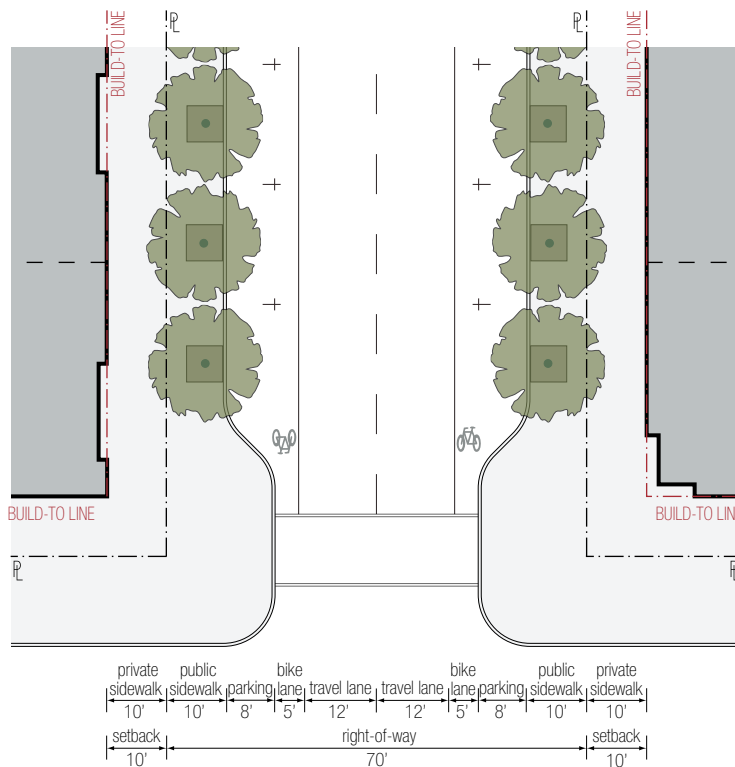 PL
PL
BUILD-TO LINE
BUILD-TO LINE
BUILD-TO LINE
BUILD-TO LIN
PL
PL
private sidewalk
public sidewalk
parking
bike lane
travel lane
travel lane
bike lane
parking
public sidewalk
private sidewalk
10' 10' 8' 5' 12' 12' 5' 8' 10' 10'
setback right-of-way setback
10' 70' 10'